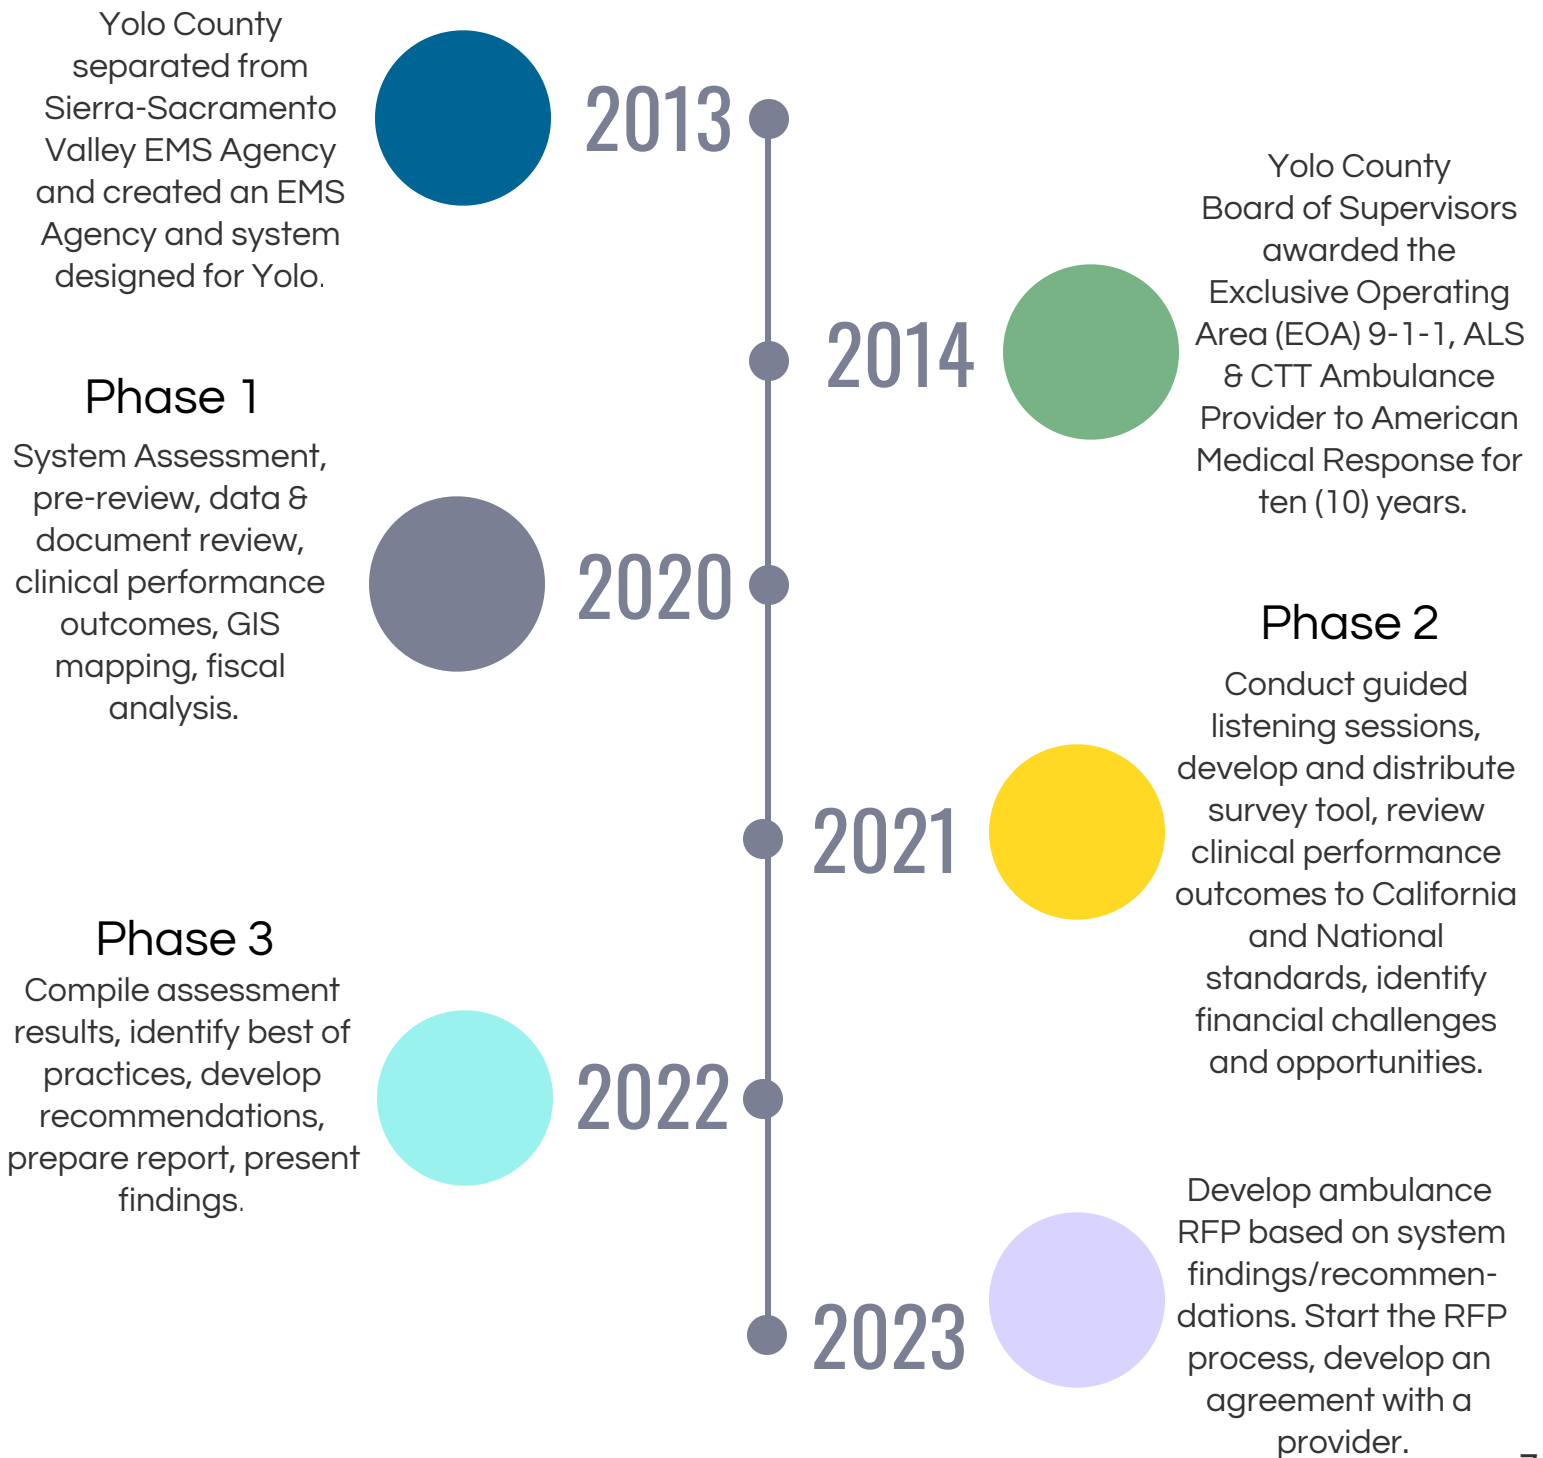 Yolo County
separated from
Sierra-Sacramento
Valley EMS Agency
and created an EMS
Agency and system
designed for Yolo.
2013
Yolo County
Board of Supervisors
awarded the
Exclusive Operating
Area (EOA) 9-1-1, ALS
& CTT Ambulance
Provider to American
Medical Response for
ten (10) years.
2014
Phase 1
System Assessment,
pre-review, data &
document review,
clinical performance
outcomes, GIS
mapping, fiscal
analysis.
2020
Phase 2
Conduct guided
listening sessions,
develop and distribute
survey tool, review
clinical performance
outcomes to California
and National
standards, identify
financial challenges
and opportunities.
2021
Phase 3
Compile assessment
results, identify best of
practices, develop
recommendations,
prepare report, present
findings.
2022
Develop ambulance
RFP based on system
findings/recommen-
dations. Start the RFP
process, develop an
agreement with a
provider.
2023